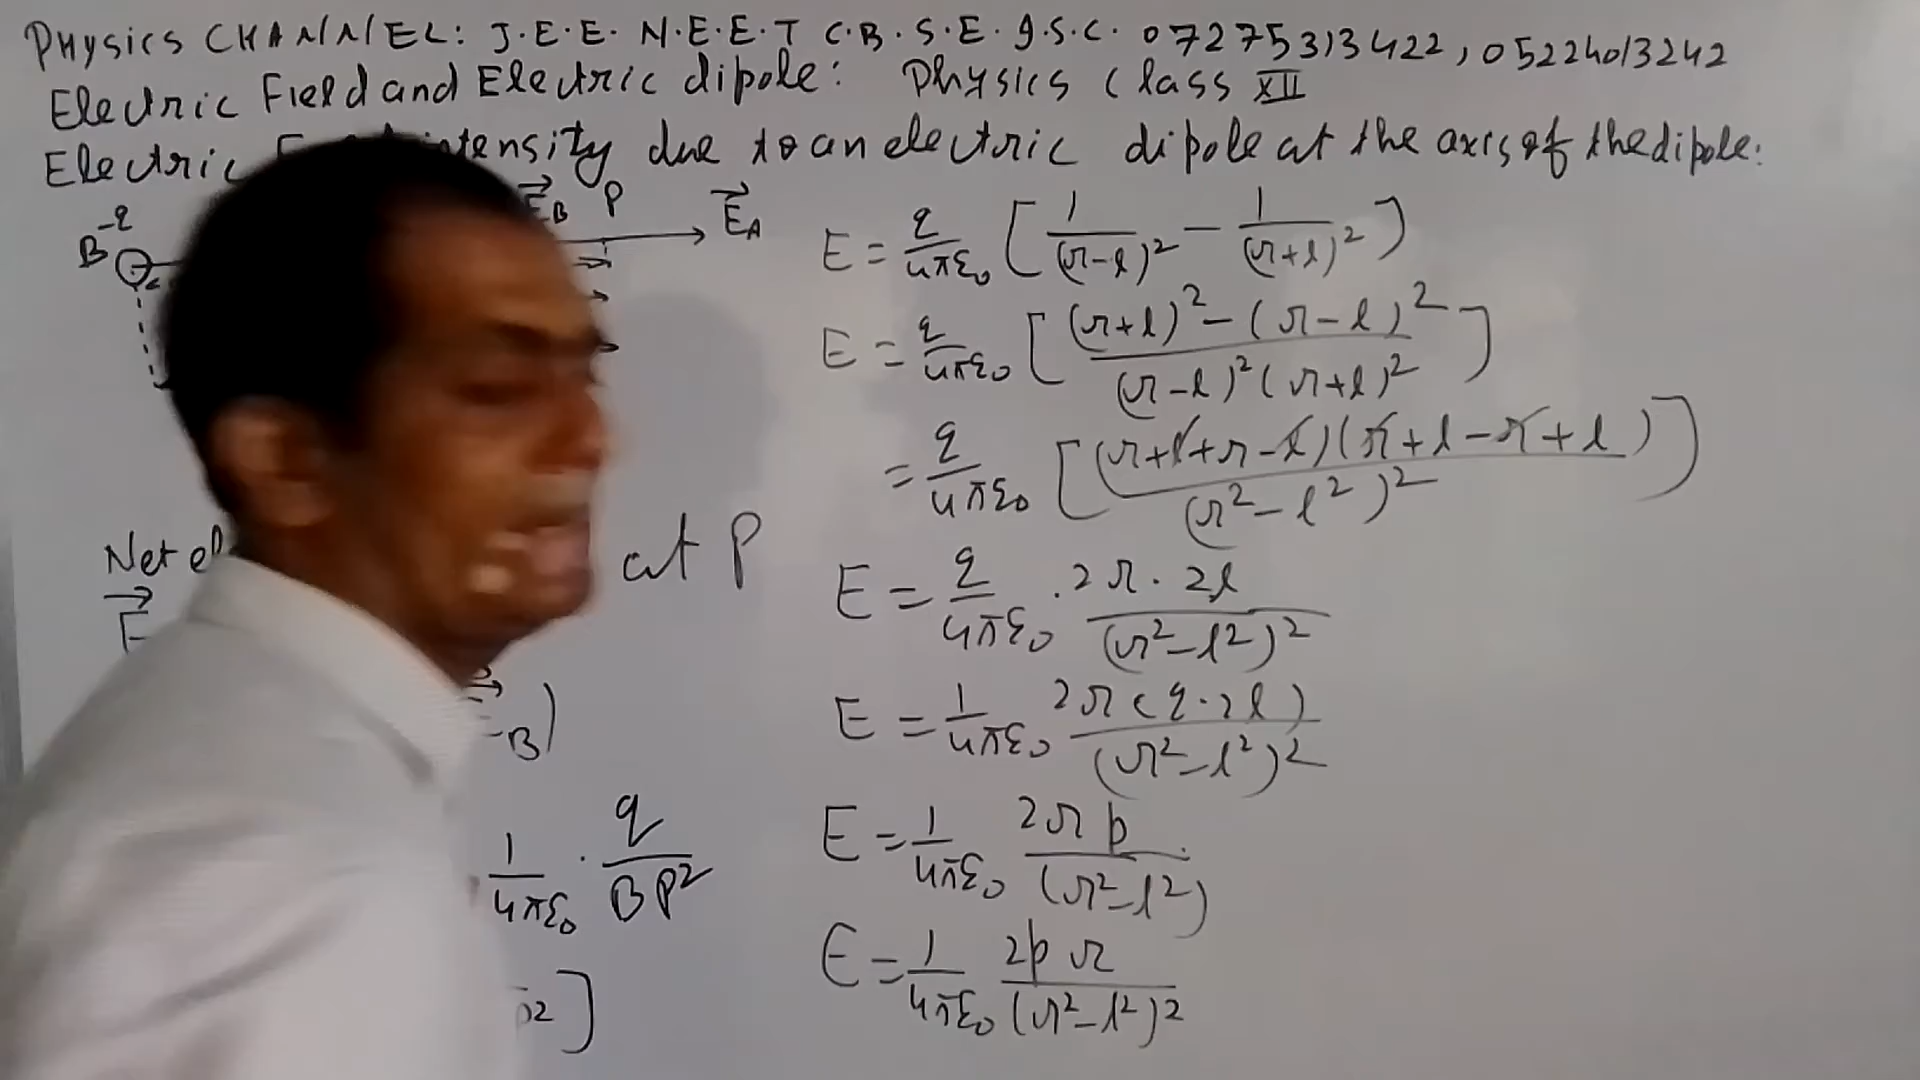 PHYSICS CHANNEL: J.E.E. N.E.E.T C.B.S.E. I.S.C. 07275313422, 05224013242
Electric Field and Electric dipole: Physics Class XII
Electric intensity due to an electric dipole at the axis of the dipole:
-q
B
E⃗B P E⃗A
Net at P
B)
1/4πε₀ · q/BP²
2]
E = q/4πε₀ [1/(r-l)² - 1/(r+l)²]
E = q/4πε₀ [(r+l)² - (r-l)² / (r-l)² (r+l)²]
= q/4πε₀ [(r+l+r-l)(r+l-r+l) / (r²-l²)²]
E = q/4πε₀ . 2r. 2l / (r²-l²)²
E = 1/4πε₀ 2r(q.2l) / (r²-l²)²
E = 1/4πε₀ 2rp / (r²-l²)
E = 1/4πε₀ 2pr / (r²-l²)²